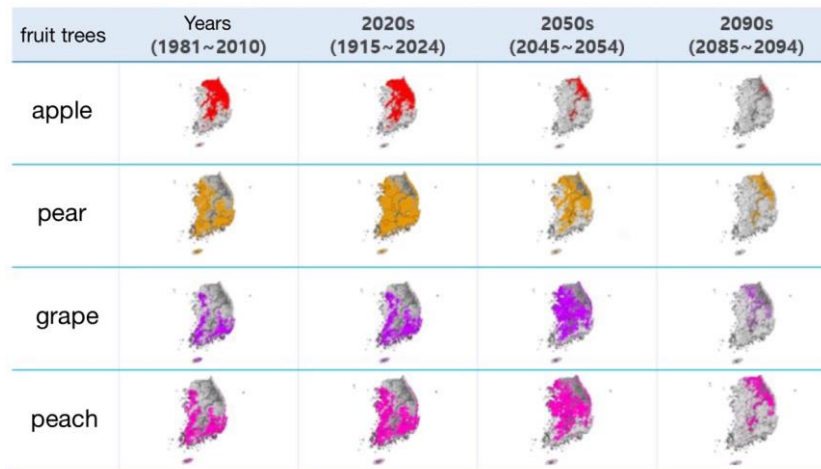 fruit trees
Years
(1981~2010)
2020s
(1915~2024)
2050s
(2045~2054)
2090s
(2085~2094)
apple
pear
grape
peach